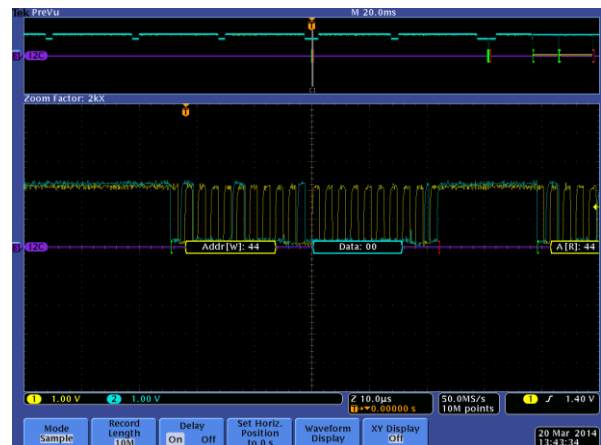 Tek PreVu M 20.0ms
T
I2C
Zoom Factor: 2kX
T
I2C Addr[W]: 44 Data: 00 A[R]: 44
1 1.00 V 2 1.00 V Z 10.0μs 50.0MS/s 1 1.40 V
T→▼0.00000 s 10M points
Mode Sample
Record Length 10M
Delay On Off
Set Horiz. Position to 0 s
Waveform Display
XY Display Off
20 Mar 2014
13:43:34